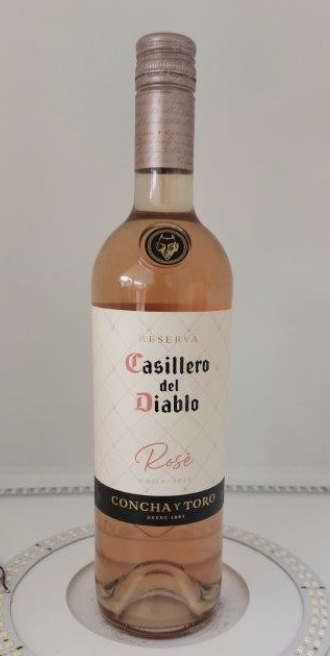 RESERVA
Casillero
del
Diablo
Rosé
CONCHA Y TORO